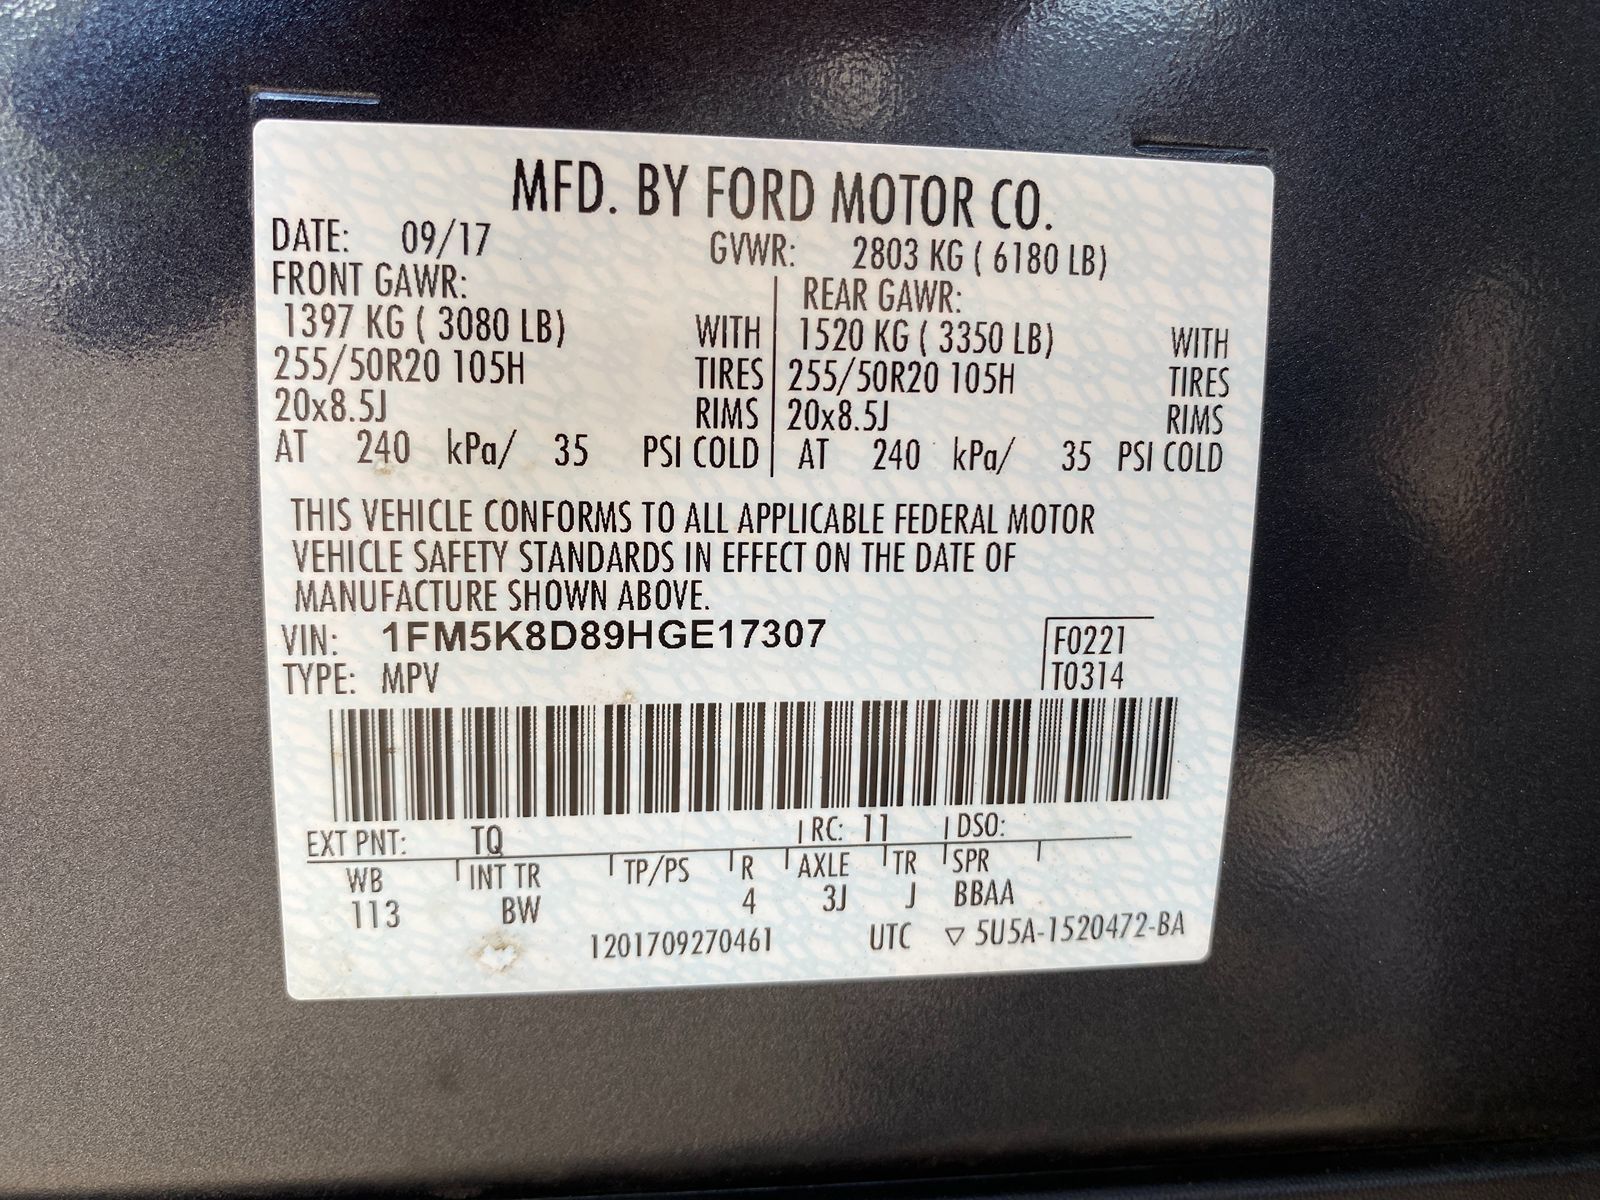 MFD. BY FORD MOTOR CO.
DATE: 09/17 GVWR: 2803 KG ( 6180 LB)
FRONT GAWR: REAR GAWR:
1397 KG ( 3080 LB) WITH 1520 KG ( 3350 LB) WITH
255/50R20 105H TIRES 255/50R20 105H TIRES
20x8.5J RIMS 20x8.5J RIMS
AT 240 kPa/ 35 PSI COLD AT 240 kPa/ 35 PSI COLD
THIS VEHICLE CONFORMS TO ALL APPLICABLE FEDERAL MOTOR
VEHICLE SAFETY STANDARDS IN EFFECT ON THE DATE OF
MANUFACTURE SHOWN ABOVE.
VIN: 1FM5K8D89HGE17307 F0221
TYPE: MPV T0314
EXT PNT: TQ RC: 11 DSO:
WB INT TR TP/PS R AXLE TR SPR
113 BW 4 3J J BBAA
1201709270461 UTC ▽ 5U5A-1520472-BA